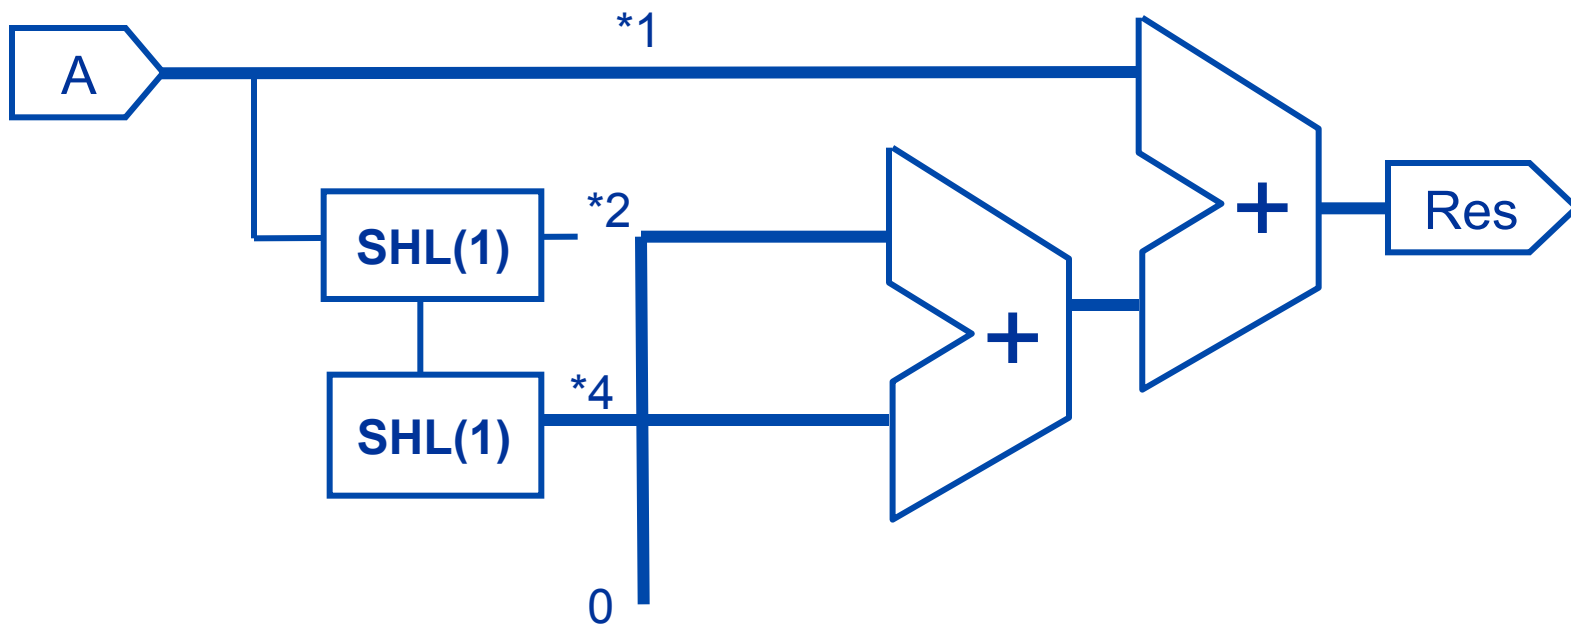 *1
A
*2
Res
SHL(1)
+
+
*4
SHL(1)
0